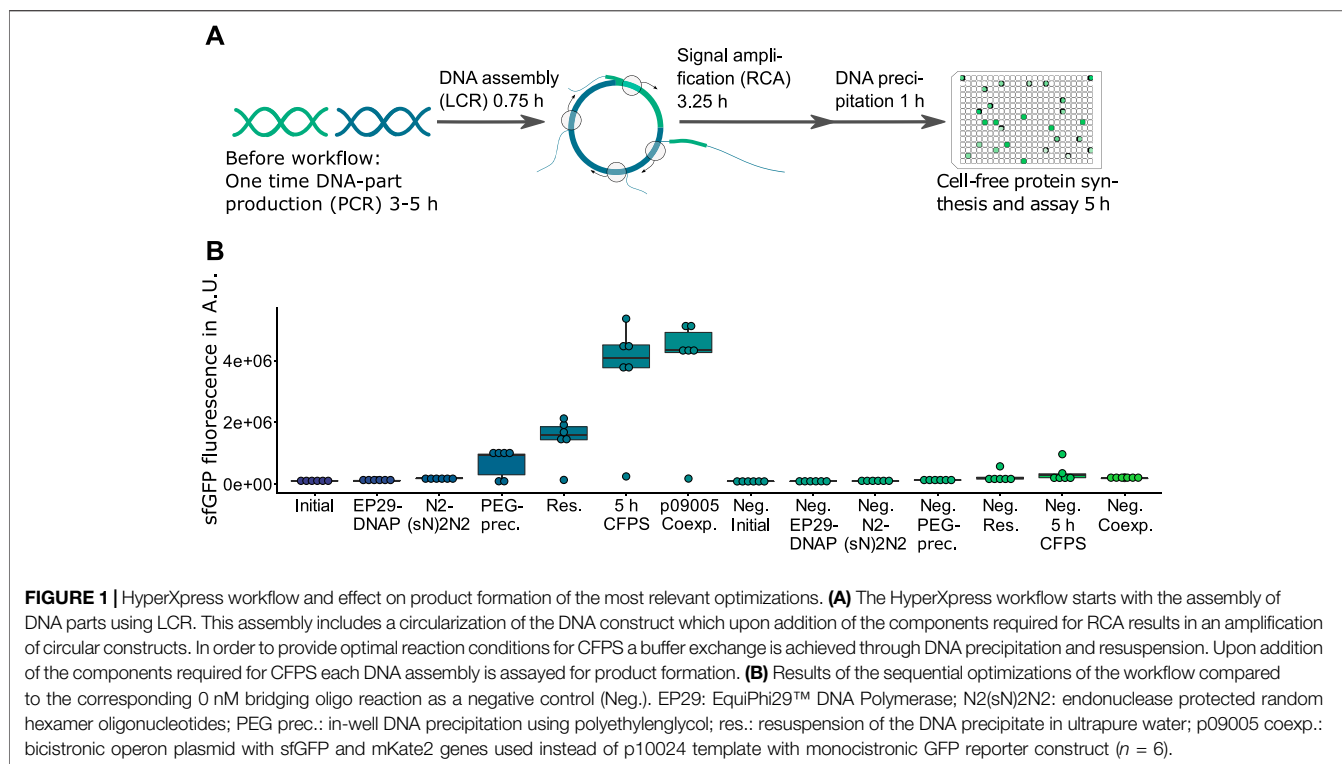 A
DNA assembly
(LCR) 0.75 h
Signal ampli-
fication (RCA)
3.25 h
DNA preci-
pitation 1 h
Before workflow:
One time DNA-part
production (PCR) 3-5 h
Cell-free protein syn-
thesis and assay 5 h
B
sfGFP fluorescence in A.U.
4e+06
2e+06
0e+00
Initial
EP29-
DNAP
N2-
(sN)2N2
PEG-
prec.
Res.
5 h
CFPS
p09005
Coexp.
Neg.
Initial
Neg.
EP29-
DNAP
Neg.
N2-
(sN)2N2
Neg.
PEG-
prec.
Neg.
Res.
Neg.
5 h
CFPS
Neg.
Coexp.
FIGURE 1 | HyperXpress workflow and effect on product formation of the most relevant optimizations. (A) The HyperXpress workflow starts with the assembly of
DNA parts using LCR. This assembly includes a circularization of the DNA construct which upon addition of the components required for RCA results in an amplification
of circular constructs. In order to provide optimal reaction conditions for CFPS a buffer exchange is achieved through DNA precipitation and resuspension. Upon addition
of the components required for CFPS each DNA assembly is assayed for product formation. (B) Results of the sequential optimizations of the workflow compared
to the corresponding 0 nM bridging oligo reaction as a negative control (Neg.). EP29: EquiPhi29™ DNA Polymerase; N2(sN)2N2: endonuclease protected random
hexamer oligonucleotides; PEG prec.: in-well DNA precipitation using polyethylenglycol; res.: resuspension of the DNA precipitate in ultrapure water; p09005 coexp.:
bicistronic operon plasmid with sfGFP and mKate2 genes used instead of p10024 template with monocistronic GFP reporter construct (n = 6).